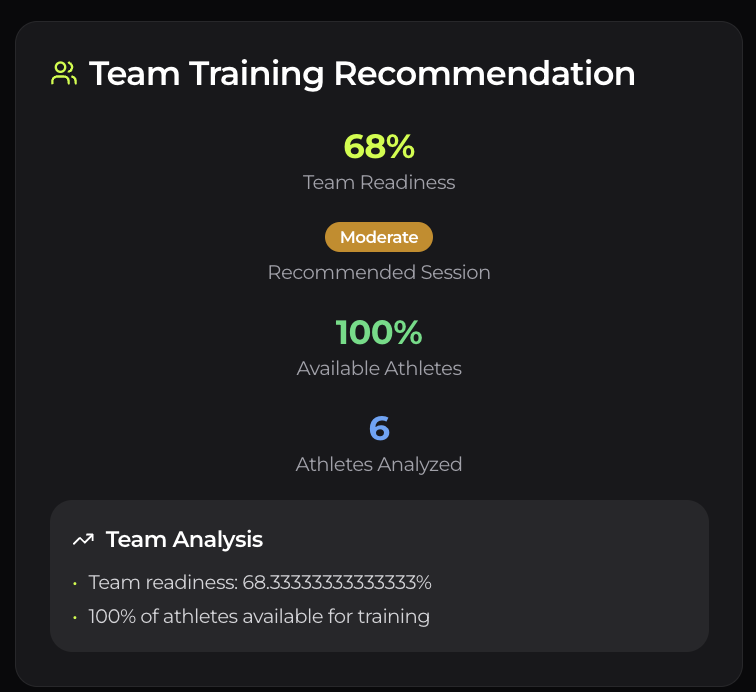 Team Training Recommendation
68%
Team Readiness
Moderate
Recommended Session
100%
Available Athletes
6
Athletes Analyzed
Team Analysis
• Team readiness: 68.33333333333333%
• 100% of athletes available for training